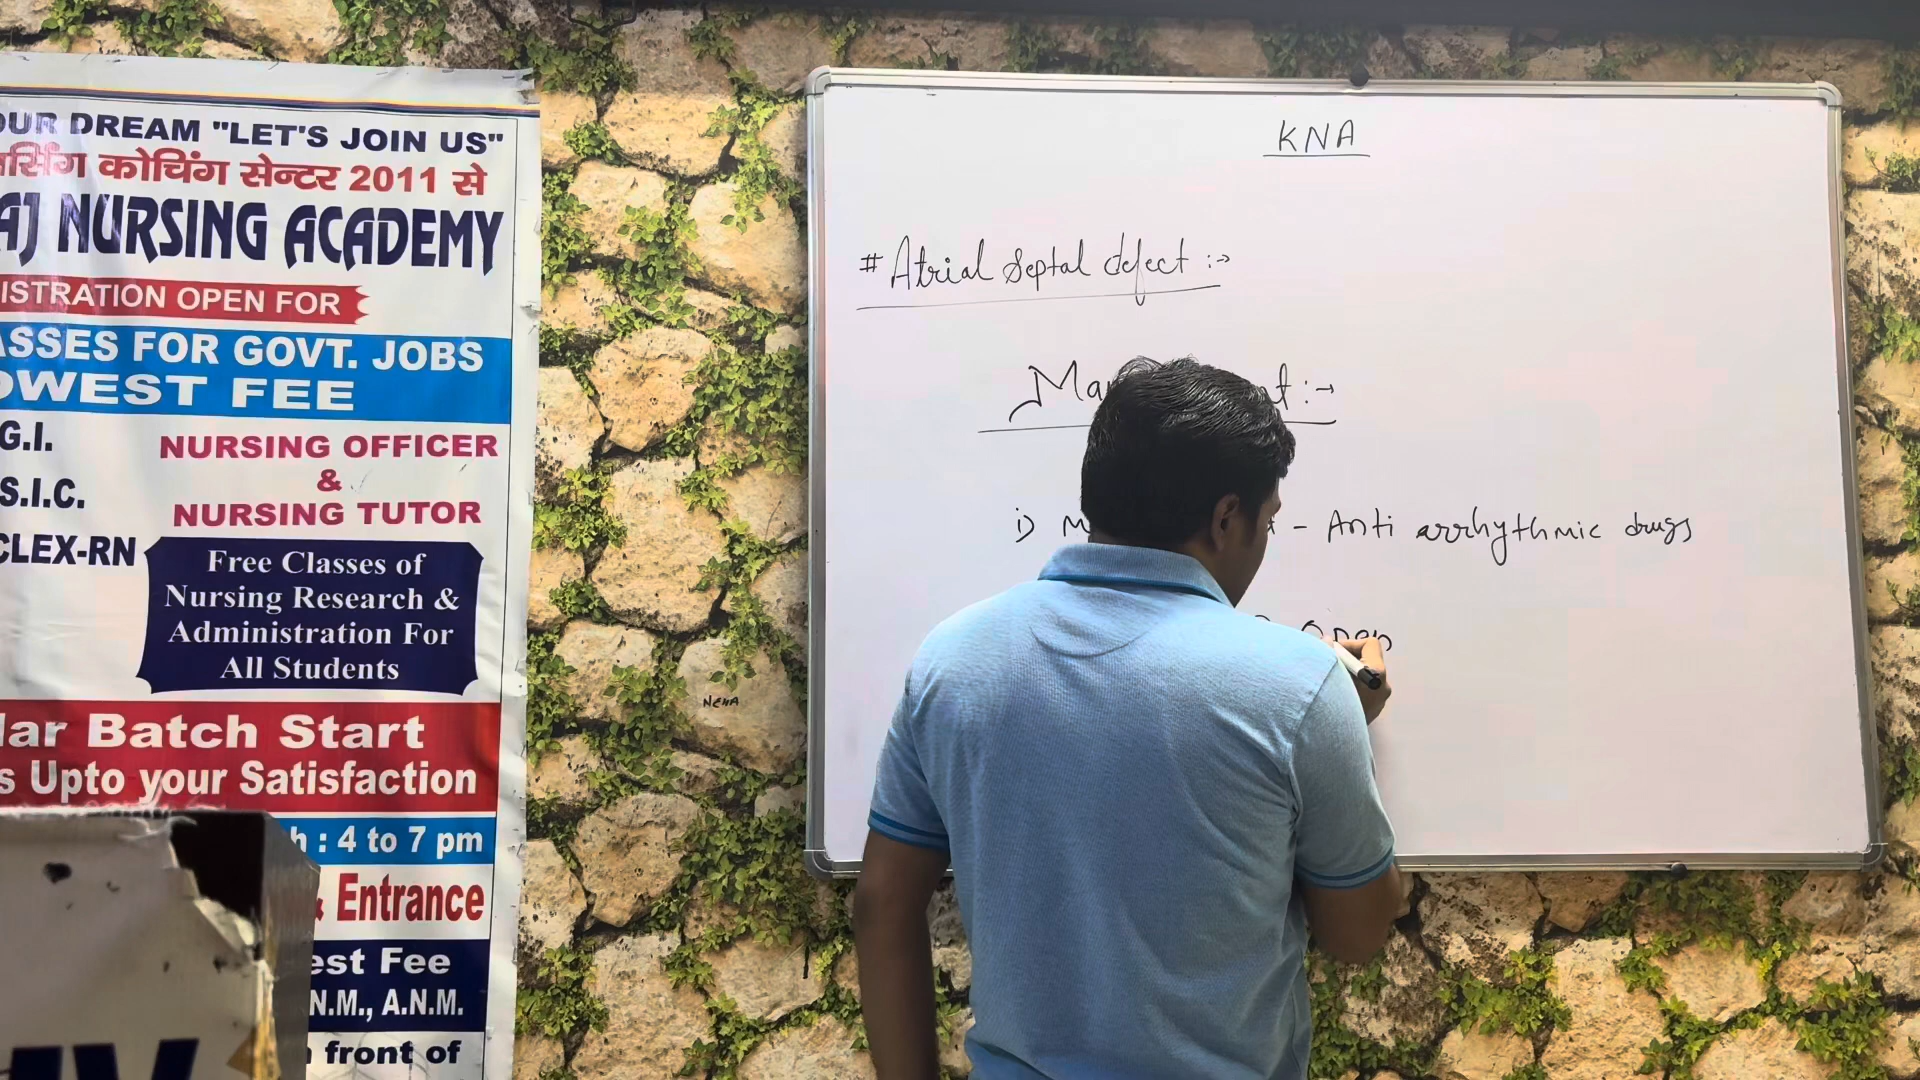 OUR DREAM "LET'S JOIN US"
र्सिंग कोचिंग सेन्टर 2011 से
AJ NURSING ACADEMY
ISTRATION OPEN FOR
ASSES FOR GOVT. JOBS
OWEST FEE
G.I.
NURSING OFFICER
&
S.I.C.
NURSING TUTOR
CLEX-RN
Free Classes of
Nursing Research &
Administration For
All Students
lar Batch Start
s Upto your Satisfaction
h : 4 to 7 pm
& Entrance
est Fee
N.M., A.N.M.
front of
NEHA
KNA
# Atrial Septal defect :→
Ma t :→
i) M - Anti arrhythmic drugs
open